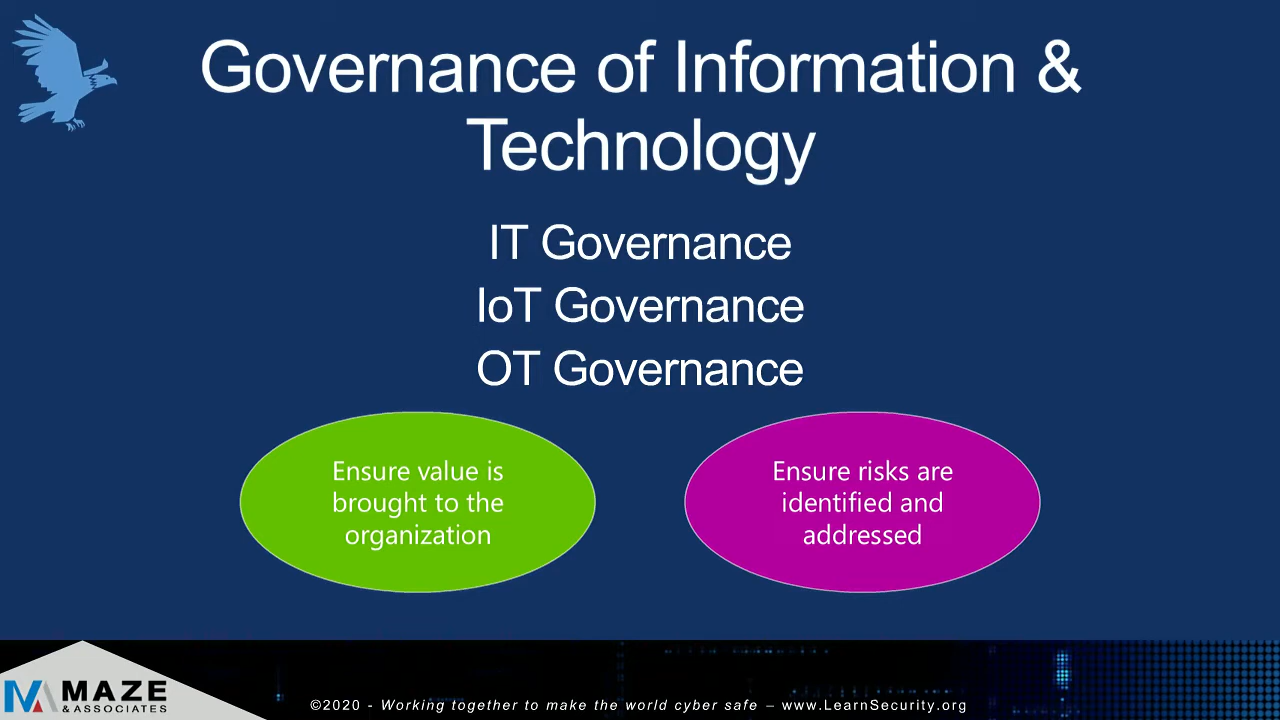 Governance of Information &
Technology
IT Governance
IoT Governance
OT Governance
Ensure value is
brought to the
organization
Ensure risks are
identified and
addressed
MAZE
& ASSOCIATES
©2020 - Working together to make the world cyber safe – www.LearnSecurity.org